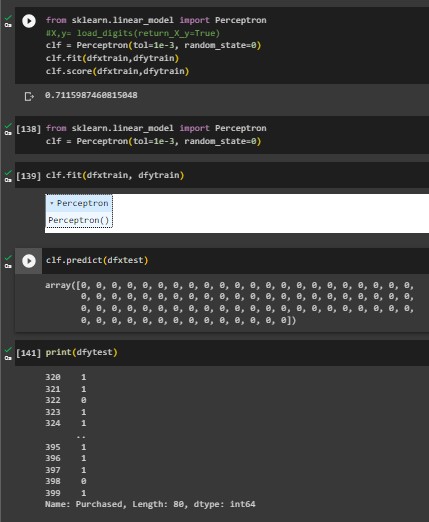 from sklearn.linear_model import Perceptron
#X,y= load_digits(return_X_y=True)
clf = Perceptron(tol=1e-3, random_state=0)
clf.fit(dfxtrain,dfytrain)
clf.score(dfxtrain,dfytrain)
0s
0.7115987460815048
[138] from sklearn.linear_model import Perceptron
clf = Perceptron(tol=1e-3, random_state=0)
0s
[139] clf.fit(dfxtrain, dfytrain)
0s
▾ Perceptron
Perceptron()
clf.predict(dfxtest)
0s
array([0, 0, 0, 0, 0, 0, 0, 0, 0, 0, 0, 0, 0, 0, 0, 0, 0, 0, 0, 0, 0, 0,
0, 0, 0, 0, 0, 0, 0, 0, 0, 0, 0, 0, 0, 0, 0, 0, 0, 0, 0, 0, 0, 0,
0, 0, 0, 0, 0, 0, 0, 0, 0, 0, 0, 0, 0, 0, 0, 0, 0, 0, 0, 0, 0, 0,
0, 0, 0, 0, 0, 0, 0, 0, 0, 0, 0, 0, 0, 0])
[141] print(dfytest)
0s
320 1
321 1
322 0
323 1
324 1
..
395 1
396 1
397 1
398 0
399 1
Name: Purchased, Length: 80, dtype: int64